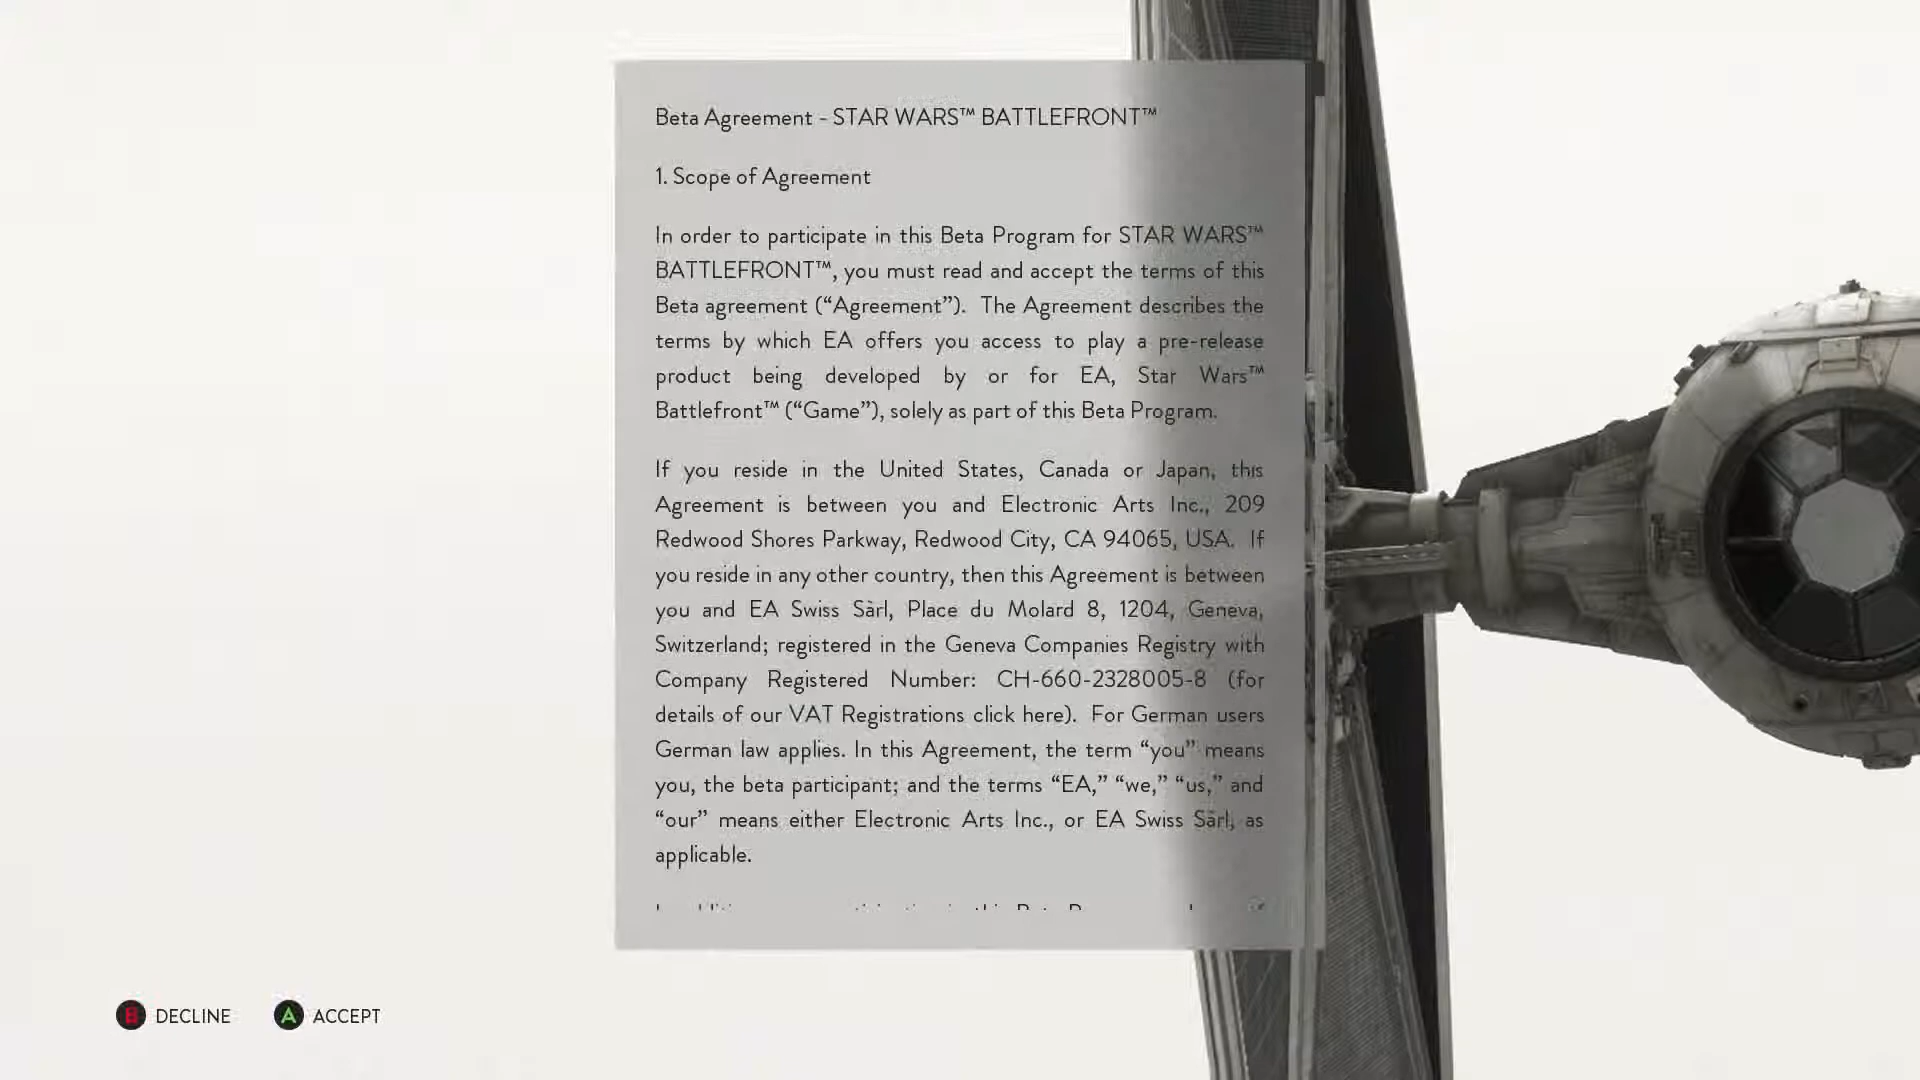 Beta Agreement - STAR WARS™ BATTLEFRONT™
1. Scope of Agreement
In order to participate in this Beta Program for STAR WARS™
BATTLEFRONT™, you must read and accept the terms of this
Beta agreement (“Agreement”).  The Agreement describes the
terms by which EA offers you access to play a pre-release
product being developed by or for EA, Star Wars™
Battlefront™ (“Game”), solely as part of this Beta Program.
If you reside in the United States, Canada or Japan, this
Agreement is between you and Electronic Arts Inc., 209
Redwood Shores Parkway, Redwood City, CA 94065, USA.  If
you reside in any other country, then this Agreement is between
you and EA Swiss Sàrl, Place du Molard 8, 1204, Geneva,
Switzerland; registered in the Geneva Companies Registry with
Company Registered Number: CH-660-2328005-8 (for
details of our VAT Registrations click here).  For German users
German law applies. In this Agreement, the term “you” means
you, the beta participant; and the terms “EA,” “we,” “us,” and
“our” means either Electronic Arts Inc., or EA Swiss Sàrl, as
applicable.
B DECLINE A ACCEPT